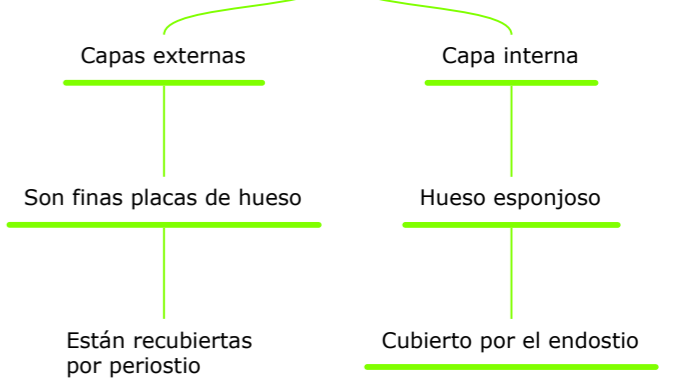 Capas externas
Capa interna
Son finas placas de hueso
Hueso esponjoso
Están recubiertas
por periostio
Cubierto por el endostio